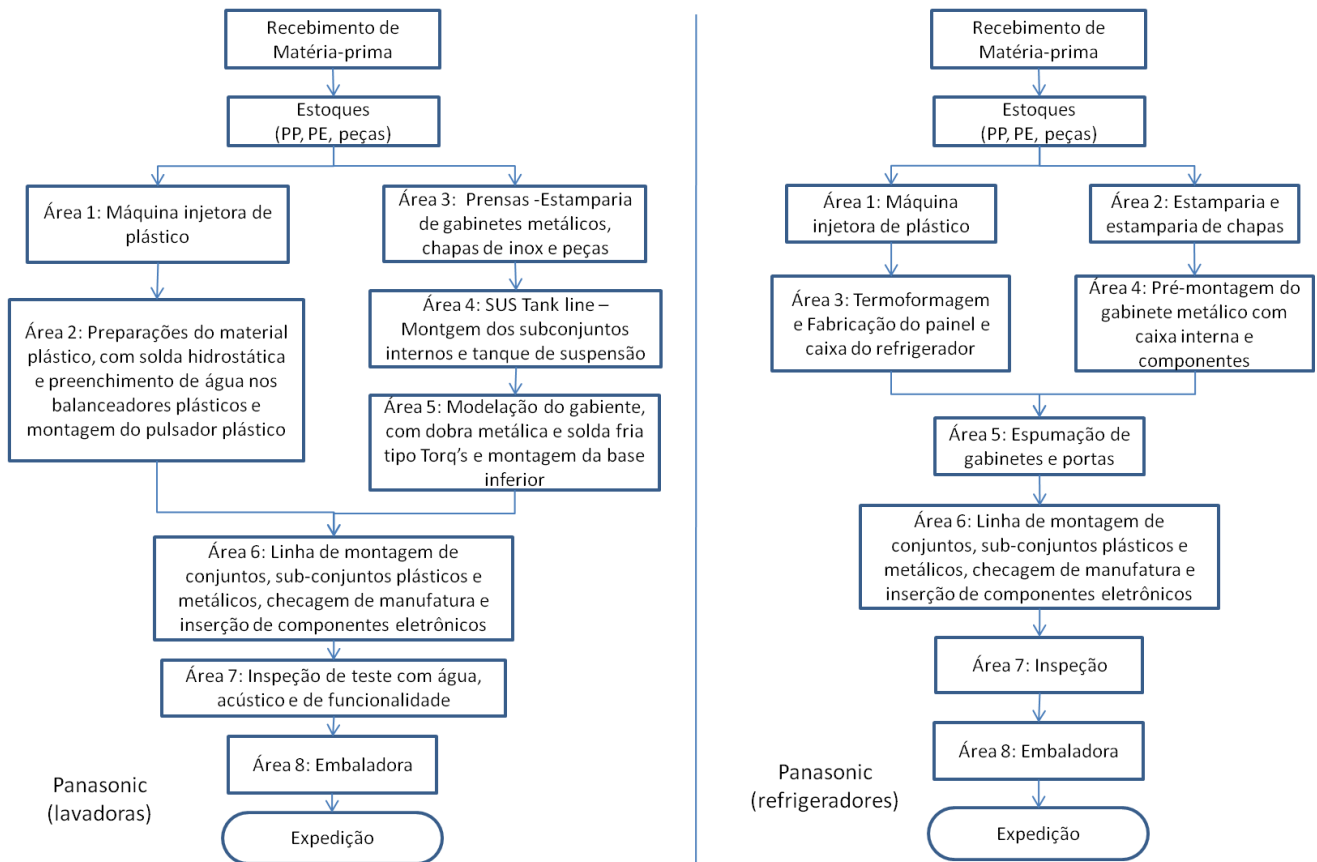 Recebimento de
Matéria-prima
Estoques
(PP, PE, peças)
Área 1: Máquina injetora de
plástico
Área 3:  Prensas -Estamparia
de gabinetes metálicos,
chapas de inox e peças
Área 2: Preparações do material
plástico, com solda hidrostática
e preenchimento de água nos
balanceadores plásticos e
montagem do pulsador plástico
Área 4: SUS Tank line –
Montgem dos subconjuntos
internos e tanque de suspensão
Área 5: Modelação do gabiente,
com dobra metálica e solda fria
tipo Torq’s e montagem da base
inferior
Área 6: Linha de montagem de
conjuntos, sub-conjuntos plásticos e
metálicos, checagem de manufatura e
inserção de componentes eletrônicos
Área 7: Inspeção de teste com água,
acústico e de funcionalidade
Área 8: Embaladora
Panasonic
(lavadoras)
Expedição
Recebimento de
Matéria-prima
Estoques
(PP, PE, peças)
Área 1: Máquina
injetora de plástico
Área 2: Estamparia e
estamparia de chapas
Área 3: Termoformagem
e Fabricação do painel e
caixa do refrigerador
Área 4: Pré-montagem do
gabinete metálico com
caixa interna e
componentes
Área 5: Espumação de
gabinetes e portas
Área 6: Linha de montagem de
conjuntos, sub-conjuntos plásticos e
metálicos, checagem de manufatura e
inserção de componentes eletrônicos
Área 7: Inspeção
Área 8: Embaladora
Panasonic
(refrigeradores)
Expedição